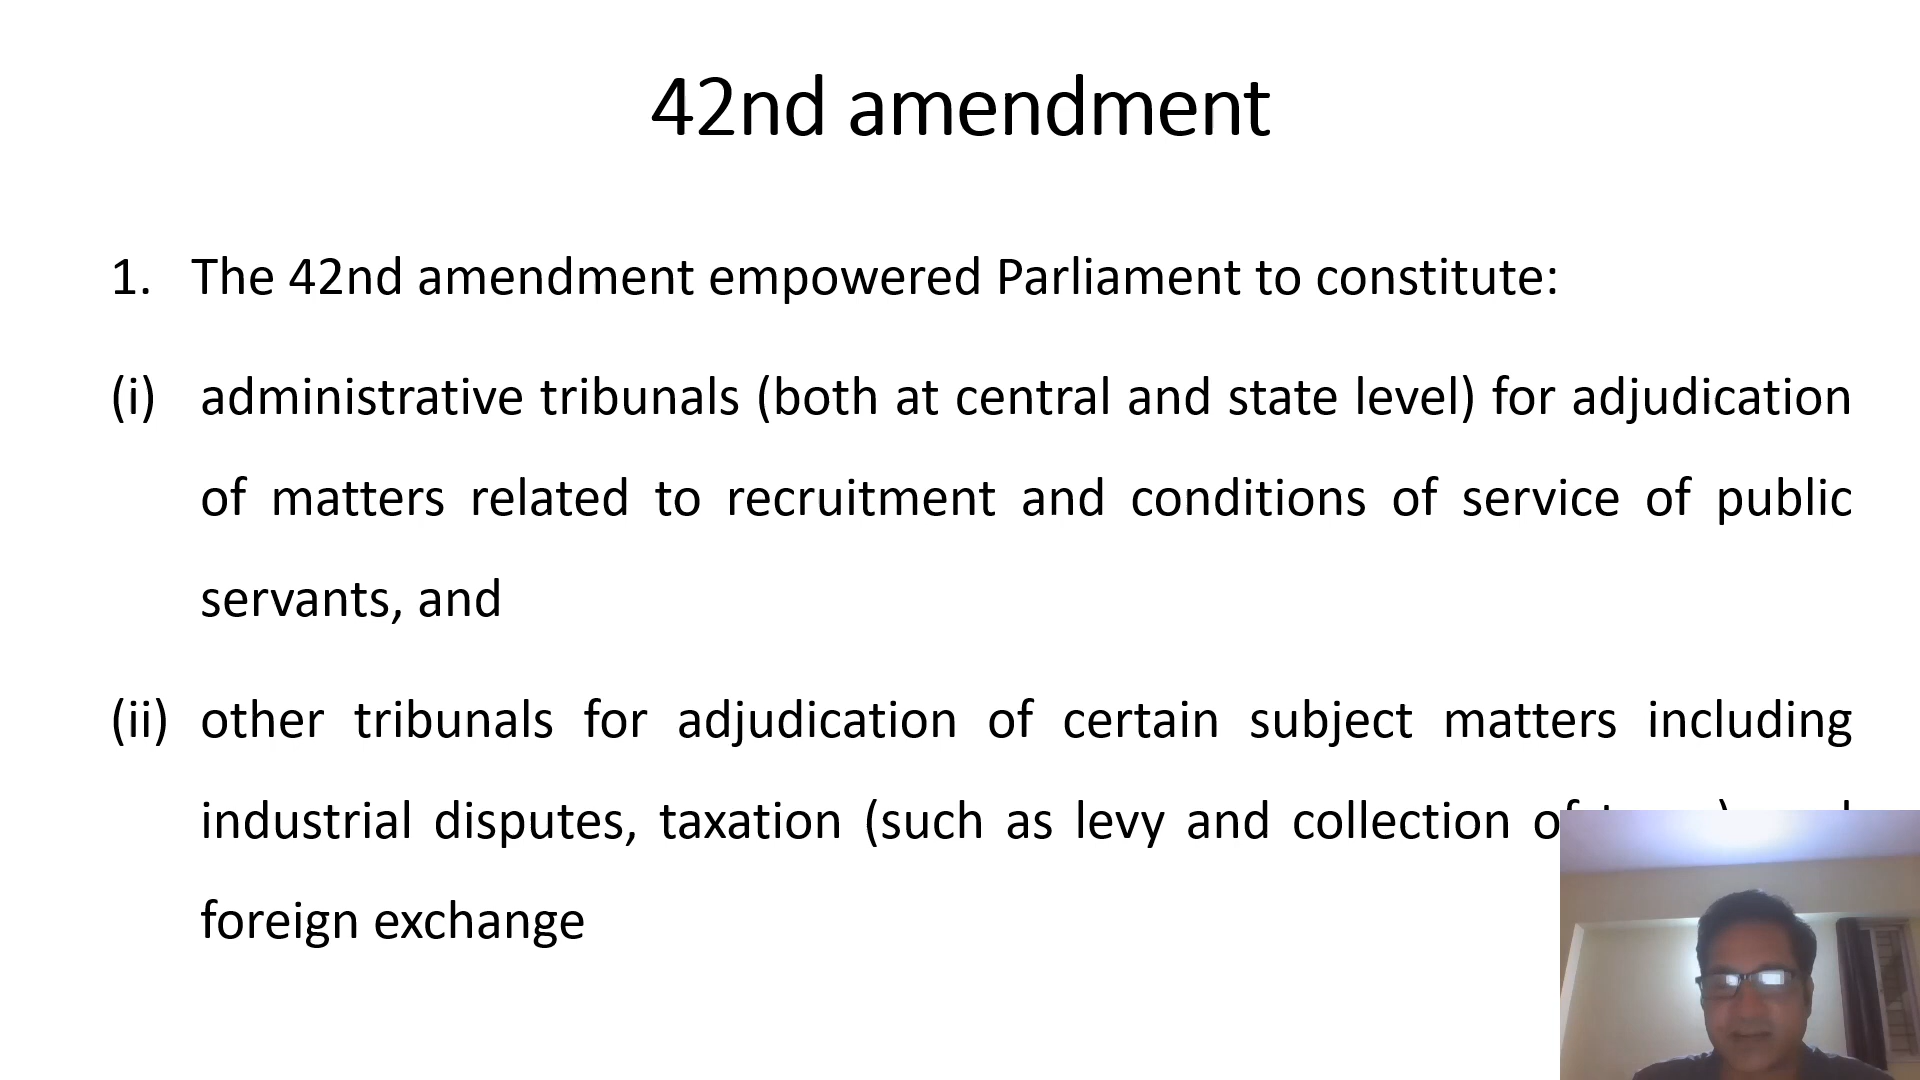 42nd amendment
1. The 42nd amendment empowered Parliament to constitute:
(i) administrative tribunals (both at central and state level) for adjudication
of matters related to recruitment and conditions of service of public
servants, and
(ii) other tribunals for adjudication of certain subject matters including
industrial disputes, taxation (such as levy and collection of
foreign exchange